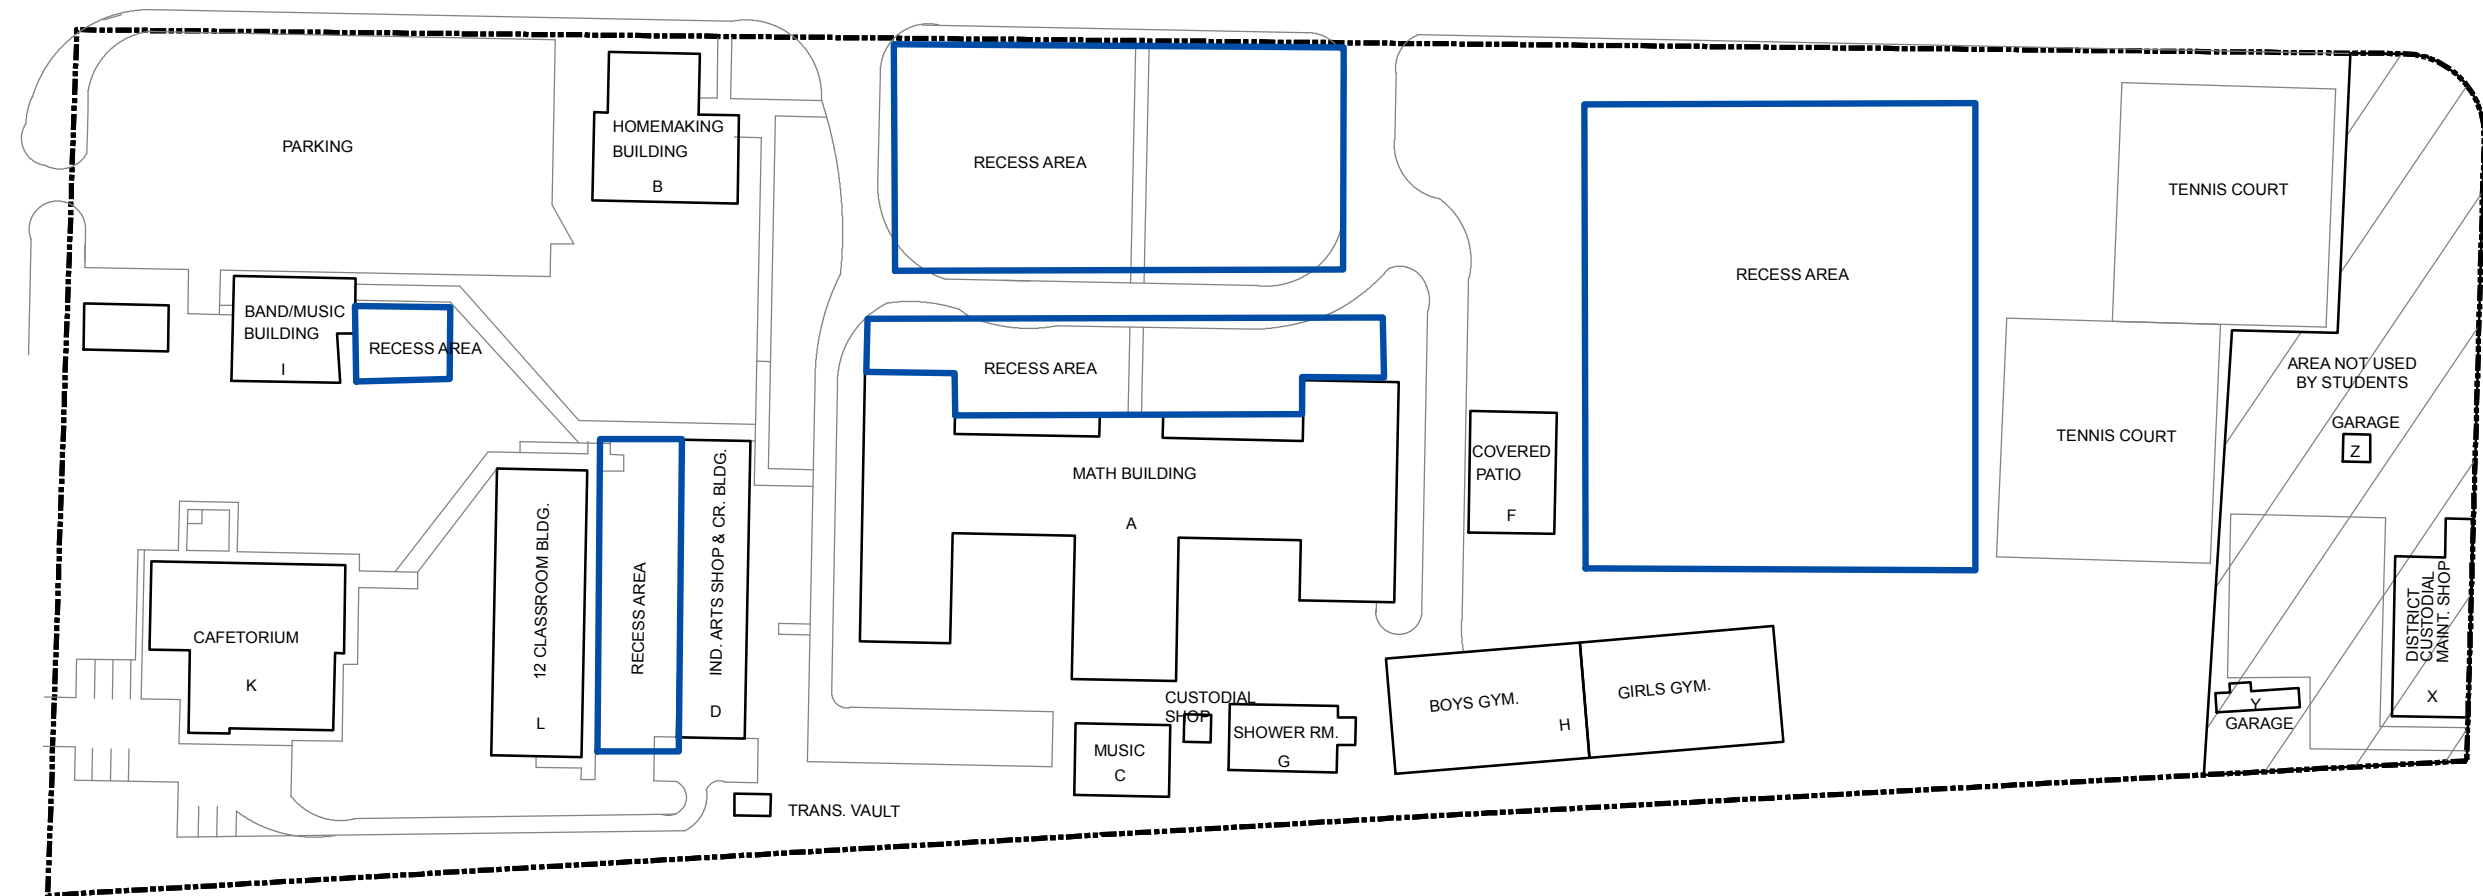 PARKING
HOMEMAKING
BUILDING
B
RECESS AREA
RECESS AREA
TENNIS COURT
BAND/MUSIC
BUILDING
I
RECESS AREA
RECESS AREA
MATH BUILDING
A
COVERED
PATIO
F
TENNIS COURT
AREA NOT USED
BY STUDENTS
GARAGE
Z
12 CLASSROOM BLDG.
L
RECESS AREA
IND. ARTS SHOP & CR. BLDG.
D
CAFETORIUM
K
CUSTODIAL
SHOP
MUSIC
C
SHOWER RM.
G
BOYS GYM.
H
GIRLS GYM.
Y
GARAGE
DISTRICT
CUSTODIAL
MAINT. SHOP
X
TRANS. VAULT